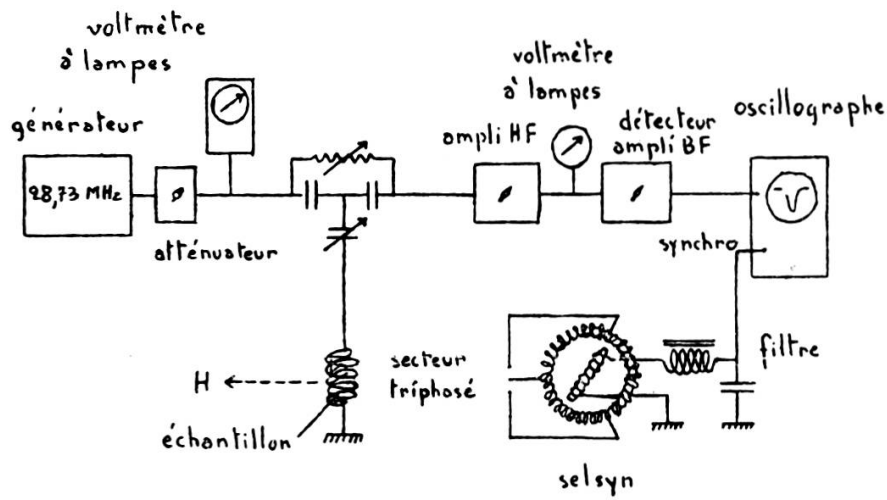 voltmètre
à lampes
générateur
28,73 MHz
atténuateur
voltmètre
à lampes
ampli HF
détecteur
ampli BF
oscillographe
synchro
H
échantillon
secteur
triphasé
filtre
selsyn